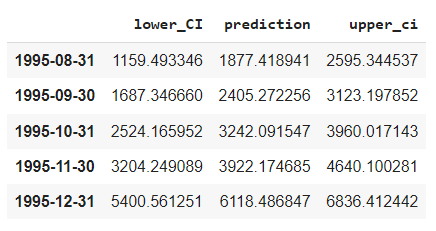 lower_CI prediction upper_ci
1995-08-31 1159.493346 1877.418941 2595.344537
1995-09-30 1687.346660 2405.272256 3123.197852
1995-10-31 2524.165952 3242.091547 3960.017143
1995-11-30 3204.249089 3922.174685 4640.100281
1995-12-31 5400.561251 6118.486847 6836.412442